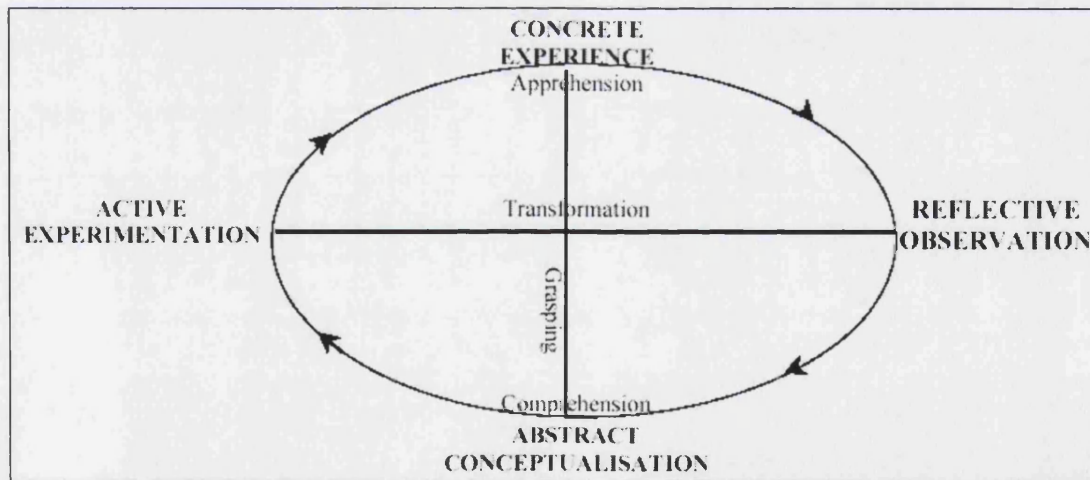 CONCRETE
EXPERIENCE
Apprehension
ACTIVE
EXPERIMENTATION
Transformation
REFLECTIVE
OBSERVATION
Grasping
Comprehension
ABSTRACT
CONCEPTUALISATION